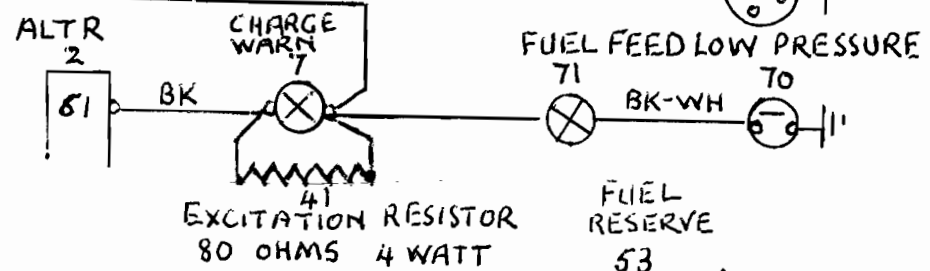 ALTR
2
61
BK
CHARGE
WARN
7
FUEL FEED LOW PRESSURE
71
70
BK-WH
41
EXCITATION RESISTOR
80 OHMS 4 WATT
FUEL
RESERVE
53